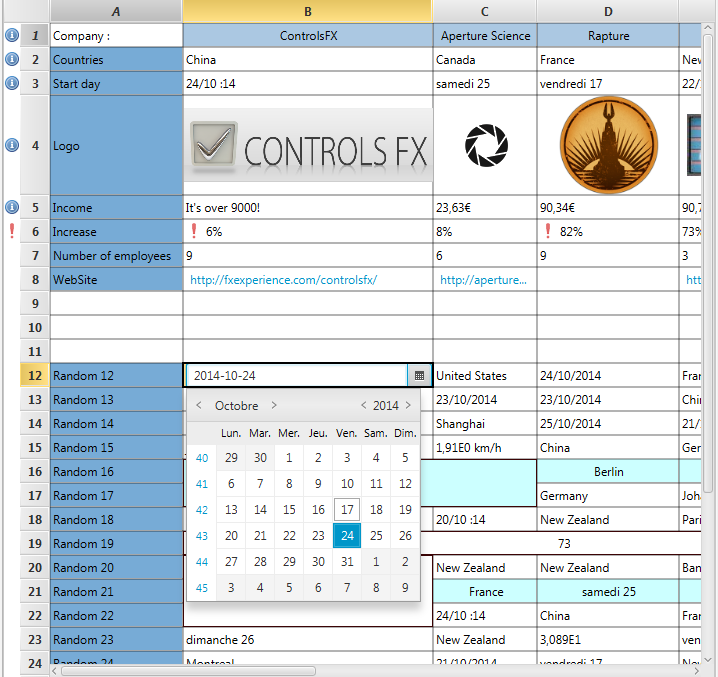 A B C D
1 Company : ControlsFX Aperture Science Rapture
2 Countries China Canada France New
3 Start day 24/10 :14 samedi 25 vendredi 17 22/
4 Logo CONTROLS FX
5 Income It's over 9000! 23,63€ 90,34€ 90,7
6 Increase 6% 8% 82% 73%
7 Number of employees 9 6 9 3
8 WebSite http://fxexperience.com/controlsfx/ http://aperture... htt
9
10
11
12 Random 12 2014-10-24 United States 24/10/2014 Fran
13 Random 13 Octobre 2014 23/10/2014 23/10/2014 Chin
14 Random 14 Lun. Mar. Mer. Jeu. Ven. Sam. Dim. Shanghai 25/10/2014 21/
15 Random 15 40 29 30 1 2 3 4 5 1,91E0 km/h China Ger
16 Random 16 41 6 7 8 9 10 11 12 Berlin
17 Random 17 42 13 14 15 16 17 18 19 Germany Joh
18 Random 18 43 20 21 22 23 24 25 26 20/10 :14 New Zealand Pari
19 Random 19 73
20 Random 20 44 27 28 29 30 31 1 2 New Zealand New Zealand Ban
21 Random 21 45 3 4 5 6 7 8 9 France samedi 25
22 Random 22 24/10 :14 China Fran
23 Random 23 dimanche 26 New Zealand 3,089E1 ven
24 Random 24 Montreal 21/10/2014 vendredi 17 New